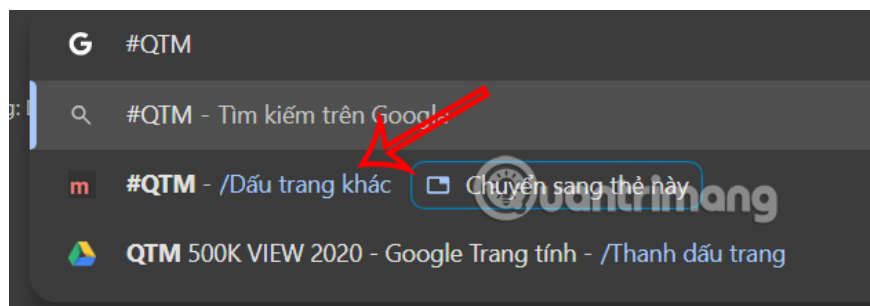 #QTM
#QTM - Tìm kiếm trên Google
#QTM - /Dấu trang khác Chuyển sang thẻ này
uantrimang
QTM 500K VIEW 2020 - Google Trang tính - /Thanh dấu trang